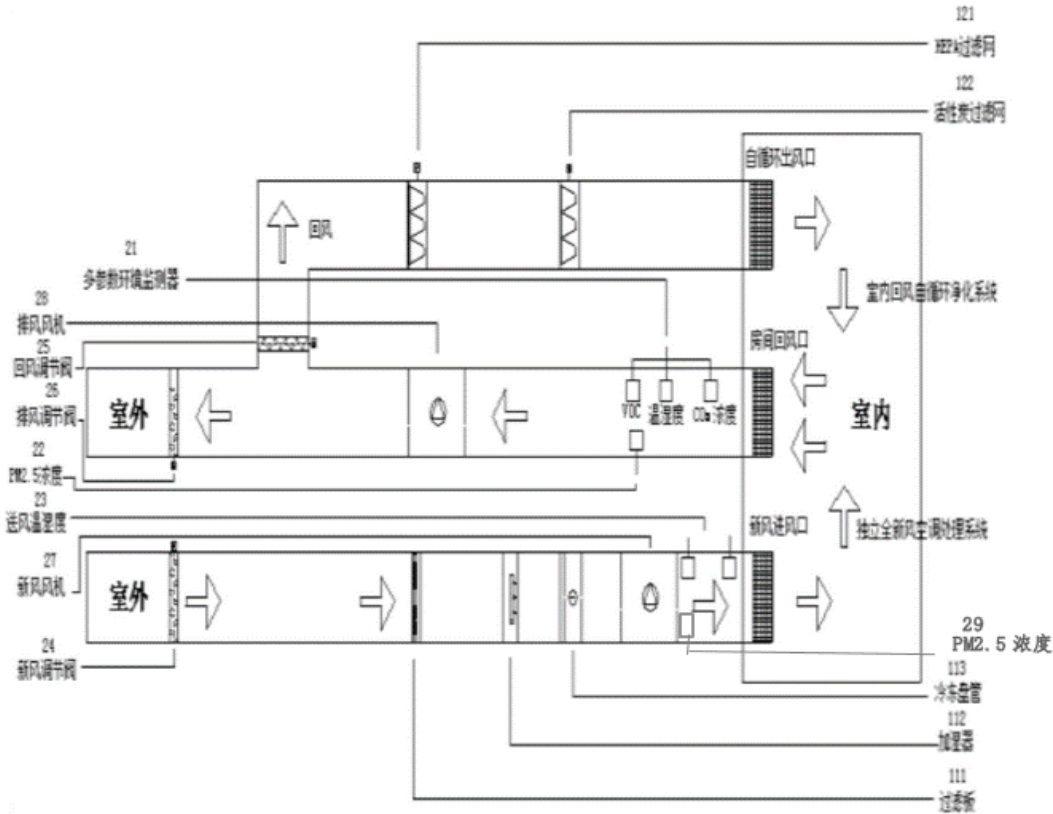 121
HEPA过滤网
122
活性炭过滤网
自循环出风口
回风
21
多参数环境监测器
室内回风自循环净化系统
28
排风风机
房间回风口
25
回风调节阀
26
排风调节阀
室外
VOC
温湿度
CO₂浓度
室内
22
PM2.5浓度
23
送风温湿度
新风进风口
独立全新风空调处理系统
27
新风风机
室外
29
PM2.5 浓度
24
新风调节阀
113
冷冻盘管
112
加湿器
111
过滤板